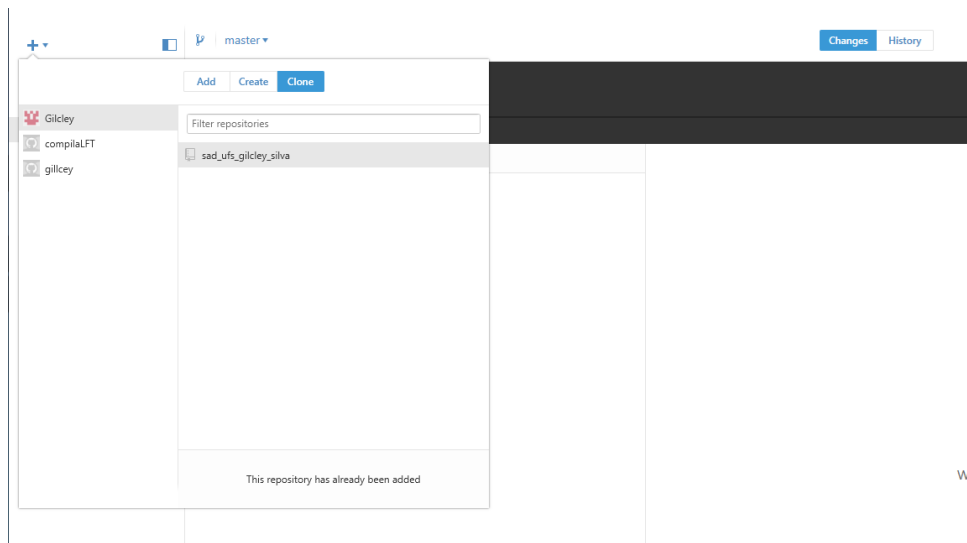 master
Changes
History
Add
Create
Clone
Gilcley
compilaLFT
gillcey
Filter repositories
sad_ufs_gilcley_silva
This repository has already been added
W